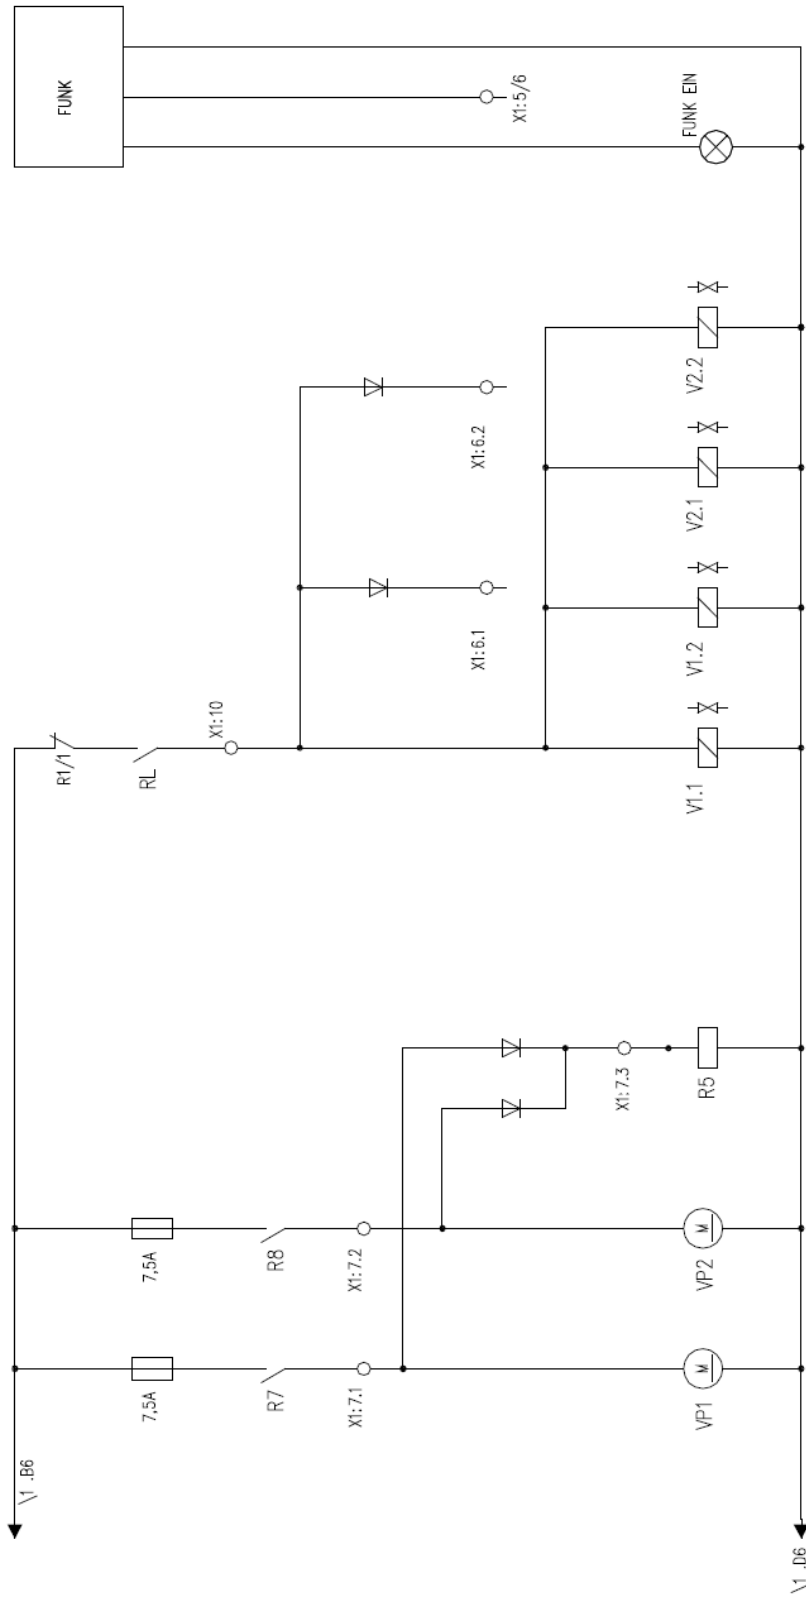 \1 .B6
7,5A
R7
X1:7.1
VP1
7,5A
R8
X1:7.2
VP2
X1:7.3
R5
R1/1
RL
X1:10
V1.1
X1:6.1
V1.2
X1:6.2
V2.1
V2.2
FUNK
X1:5/6
FUNK EIN
M
M
\1 .D6